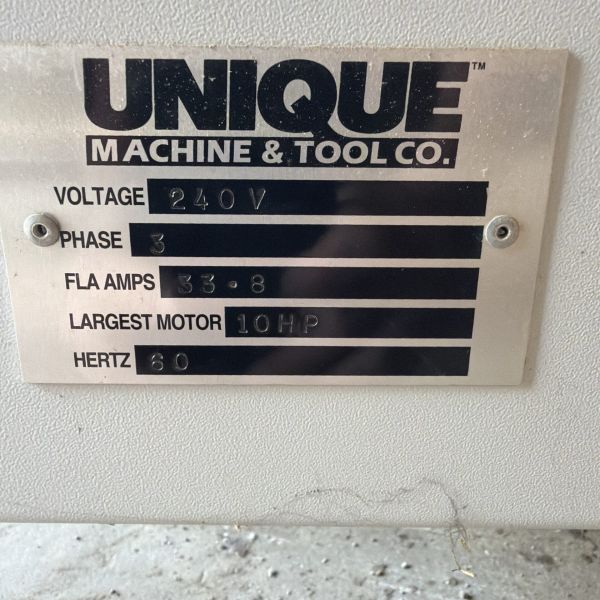 UNIQUE™
MACHINE & TOOL CO.
VOLTAGE 240V
PHASE 3
FLA AMPS 33.8
LARGEST MOTOR 10HP
HERTZ 60